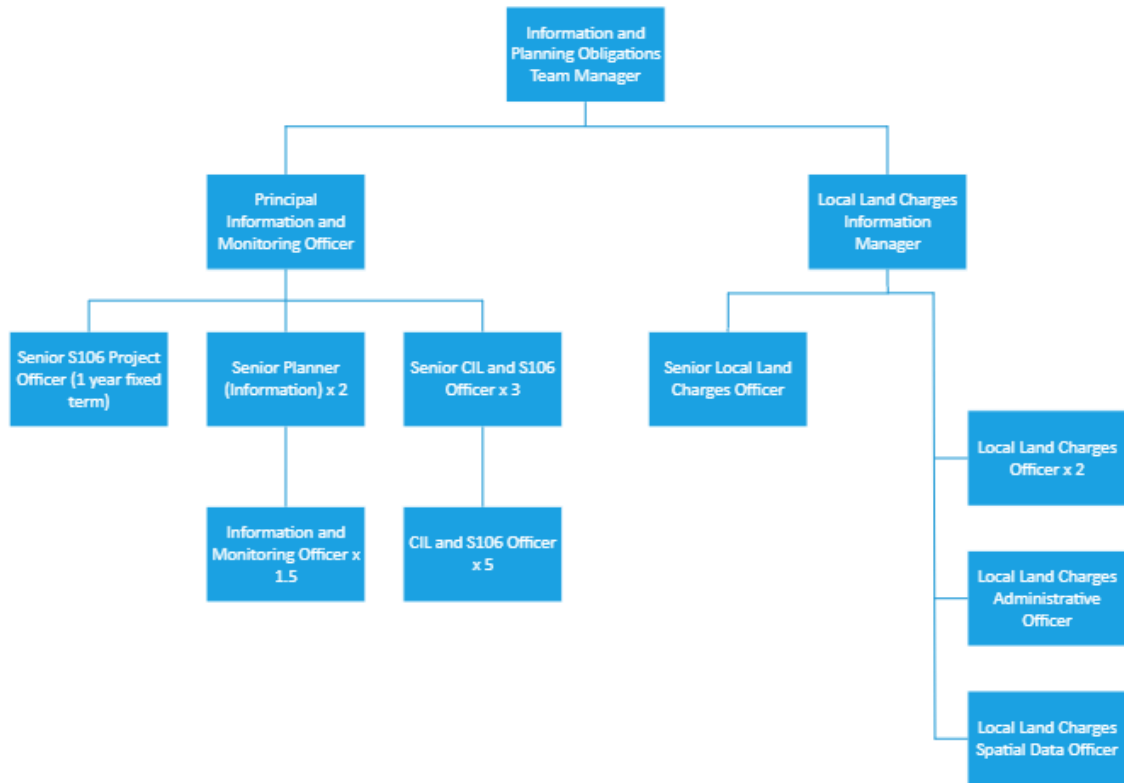 Information and
Planning Obligations
Team Manager
Principal
Information and
Monitoring Officer
Local Land Charges
Information
Manager
Senior S106 Project
Officer (1 year fixed
term)
Senior Planner
(Information) x 2
Senior CIL and S106
Officer x 3
Senior Local Land
Charges Officer
Local Land Charges
Officer x 2
Information and
Monitoring Officer x
1.5
CIL and S106 Officer
x 5
Local Land Charges
Administrative
Officer
Local Land Charges
Spatial Data Officer